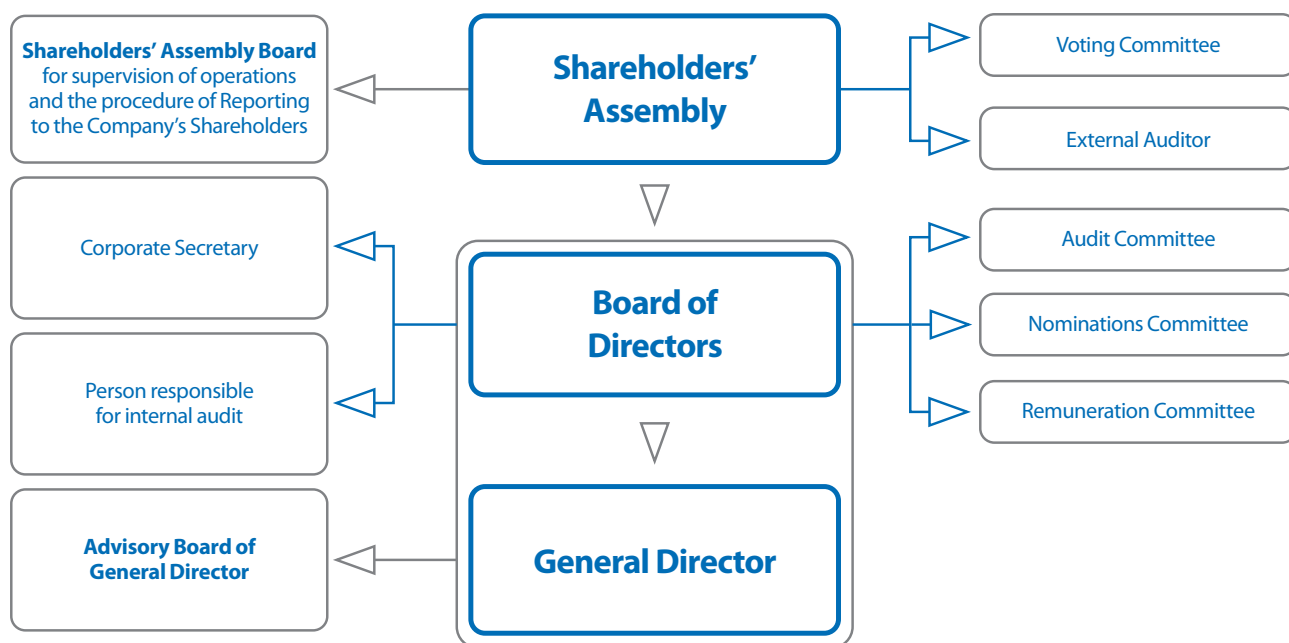 Shareholders' Assembly Board
for supervision of operations
and the procedure of Reporting
to the Company's Shareholders
Shareholders'
Assembly
Voting Committee
External Auditor
Corporate Secretary
Person responsible
for internal audit
Board of
Directors
Audit Committee
Nominations Committee
Remuneration Committee
Advisory Board of
General Director
General Director